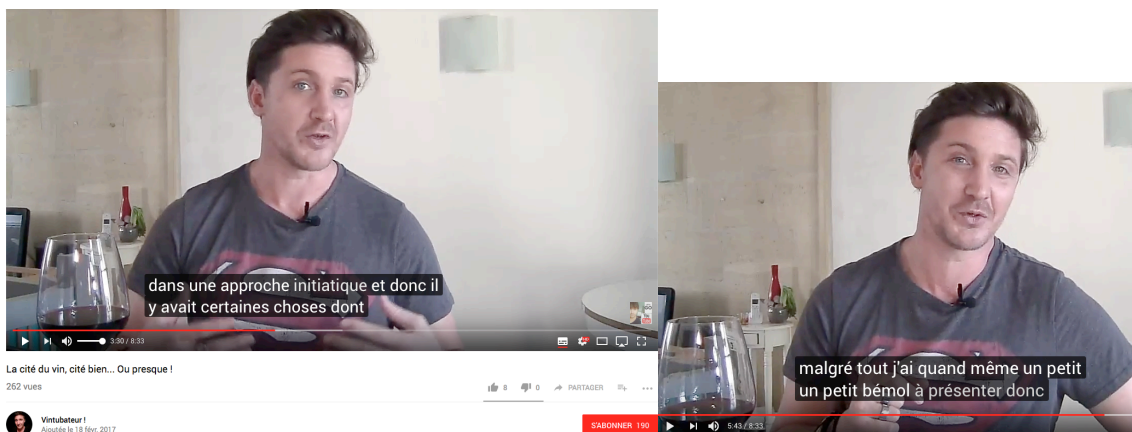 dans une approche initiatique et donc il
y avait certaines choses dont
3:30 / 8:33
La cité du vin, cité bien... Ou presque !
262 vues
8
0
PARTAGER
Vintubateur !
Ajoutée le 18 févr. 2017
S'ABONNER 190
malgré tout j'ai quand même un petit
un petit bémol à présenter donc
5:43 / 8:33